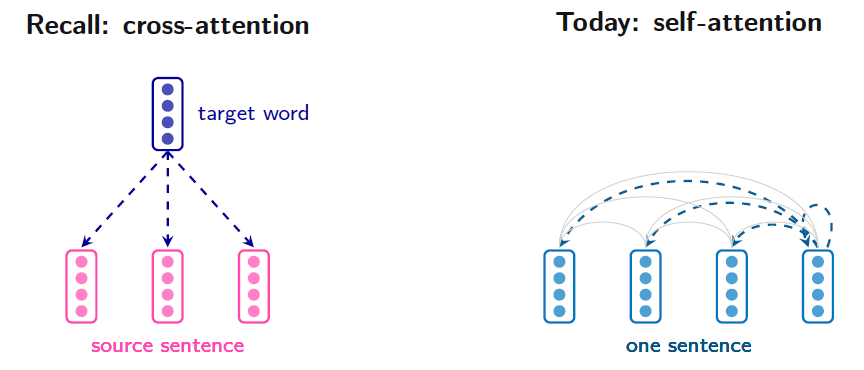 Recall: cross-attention
target word
source sentence
Today: self-attention
one sentence